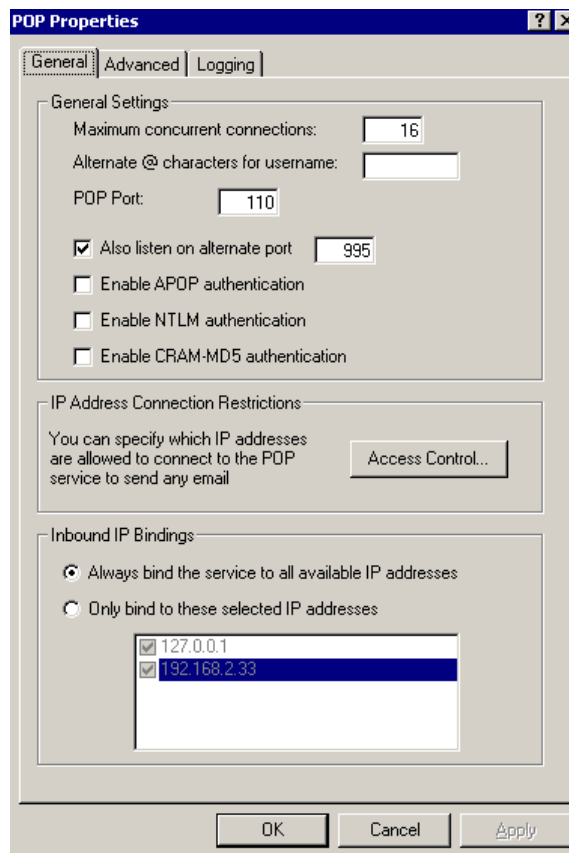 POP Properties
General Advanced Logging
General Settings
Maximum concurrent connections: 16
Alternate @ characters for username:
POP Port: 110
Also listen on alternate port 995
Enable APOP authentication
Enable NTLM authentication
Enable CRAM-MD5 authentication
IP Address Connection Restrictions
You can specify which IP addresses
are allowed to connect to the POP
service to send any email
Access Control...
Inbound IP Bindings
Always bind the service to all available IP addresses
Only bind to these selected IP addresses
127.0.0.1
192.168.2.33
OK Cancel Apply